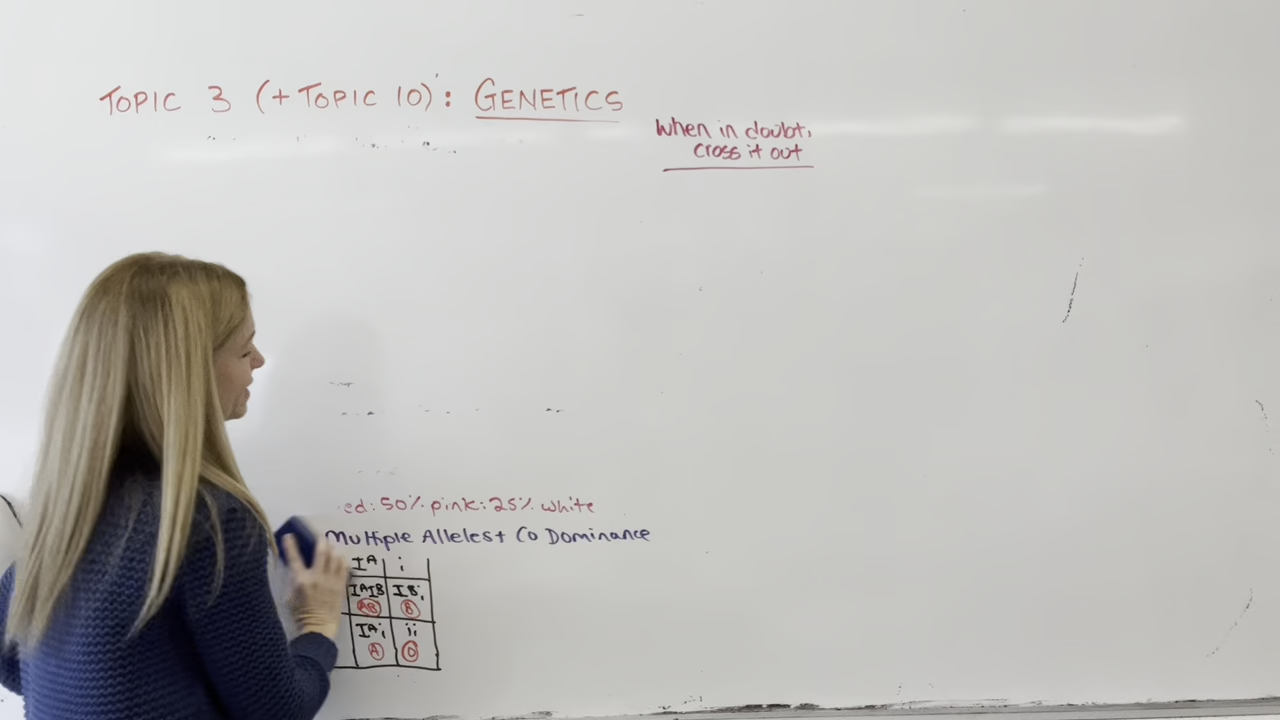 TOPIC 3 (+ TOPIC 10): GENETICS
When in doubt,
cross it out
ed: 50% pink: 25% white
Multiple Alleles + Co Dominance
IA i
IAIB IBi
AB B
IAi ii
A O